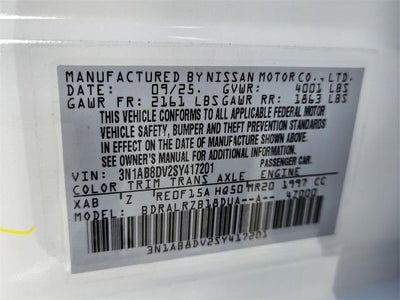 MANUFACTURED BY NISSAN MOTOR CO., LTD.
DATE: 09/25. GVWR: 4001 LBS
GAWR FR: 2161 LBS GAWR RR: 1863 LBS
THIS VEHICLE CONFORMS TO ALL APPLICABLE FEDERAL MOTOR
VEHICLE SAFETY, BUMPER AND THEFT PREVENTION STANDARDS
IN EFFECT ON THE DATE OF MANUFACTURE SHOWN ABOVE.
SEE OWNER'S MANUAL FOR ADDITIONAL INFORMATION.
VIN: 3N1AB8DV2SY417201 PASSENGER CAR.
COLOR TRIM TRANS AXLE ENGINE
XAB Z RE0F15A H050 MR20 1997 CC
MODEL: BDRALRZB18DUA--A-- 4Z000
3N1AB8DV2SY417201